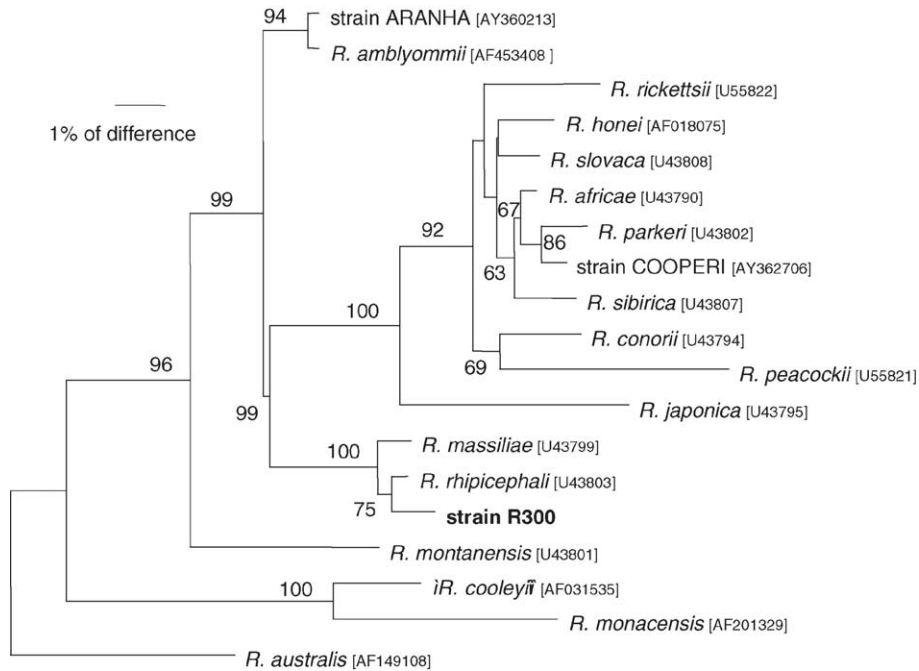 94
strain ARANHA [AY360213]
R. amblyommii [AF453408 ]
R. rickettsii [U55822]
1% of difference
R. honei [AF018075]
R. slovaca [U43808]
99
67
R. africae [U43790]
92
R. parkeri [U43802]
86
63
strain COOPERI [AY362706]
R. sibirica [U43807]
100
R. conorii [U43794]
96
69
R. peacockii [U55821]
99
R. japonica [U43795]
100
R. massiliae [U43799]
R. rhipicephali [U43803]
75
strain R300
R. montanensis [U43801]
100
ìR. cooleyiî [AF031535]
R. monacensis [AF201329]
R. australis [AF149108]